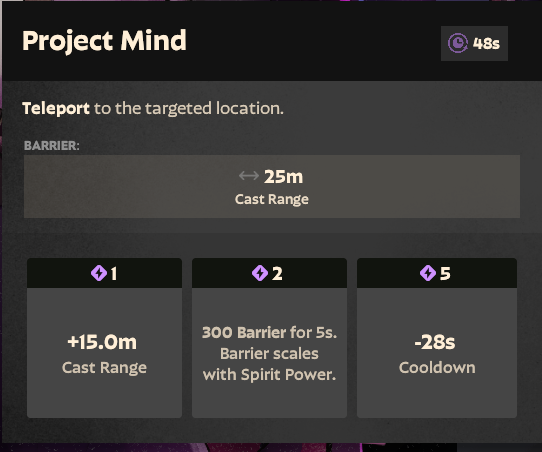 Project Mind
48s
Teleport to the targeted location.
BARRIER:
25m
Cast Range
1
+15.0m
Cast Range
2
300 Barrier for 5s.
Barrier scales
with Spirit Power.
5
-28s
Cooldown